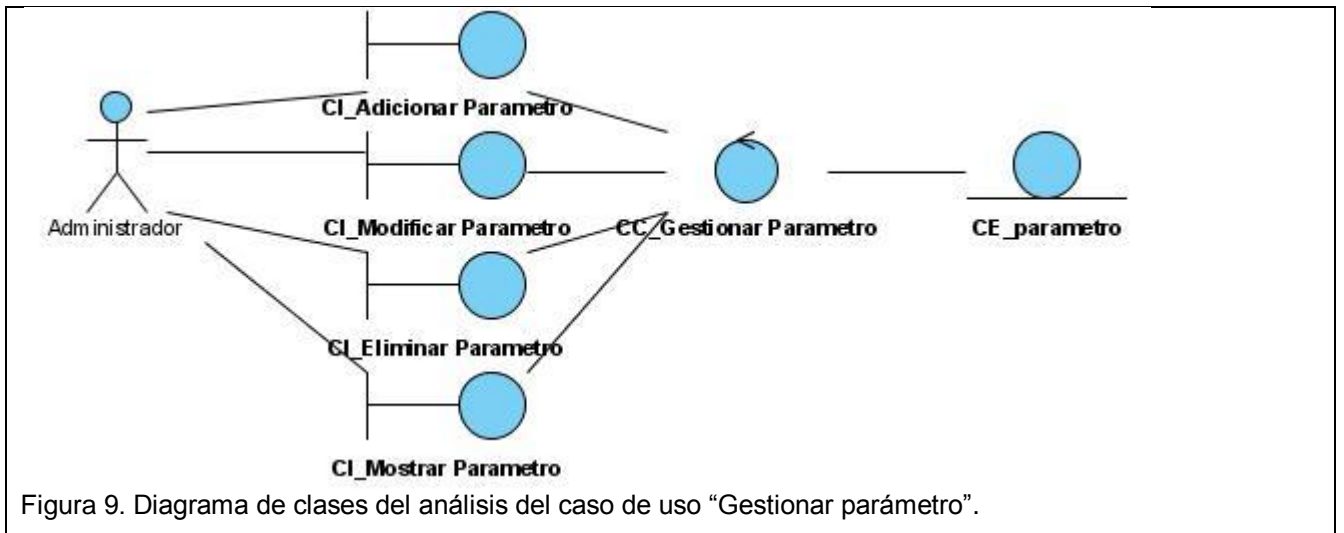 CI_Adicionar Parametro
Administrador
CI_Modificar Parametro
CC_Gestionar Parametro
CE_parametro
CI_Eliminar Parametro
CI_Mostrar Parametro
Figura 9. Diagrama de clases del análisis del caso de uso “Gestionar parámetro”.